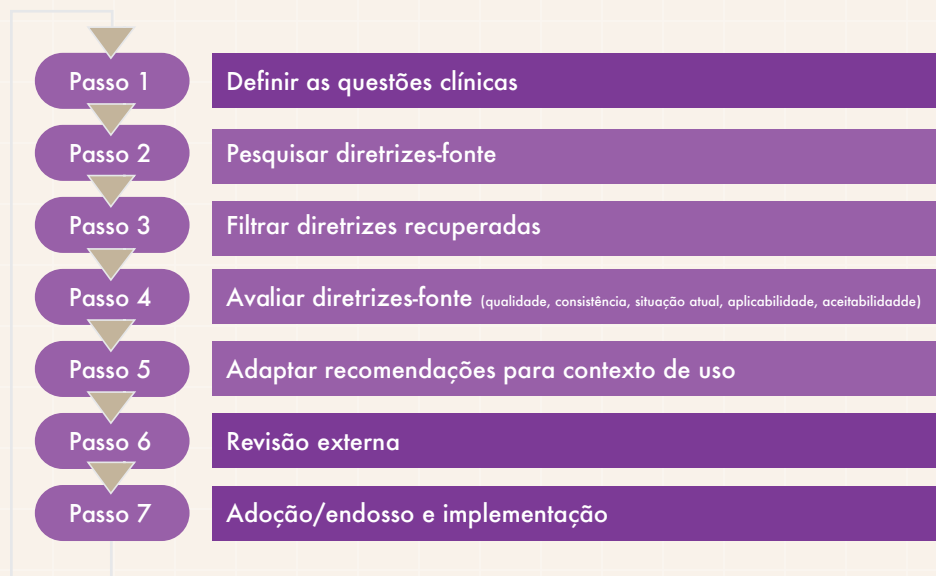 Passo 1 Definir as questões clínicas
Passo 2 Pesquisar diretrizes-fonte
Passo 3 Filtrar diretrizes recuperadas
Passo 4 Avaliar diretrizes-fonte (qualidade, consistência, situação atual, aplicabilidade, aceitabilidadde)
Passo 5 Adaptar recomendações para contexto de uso
Passo 6 Revisão externa
Passo 7 Adoção/endosso e implementação